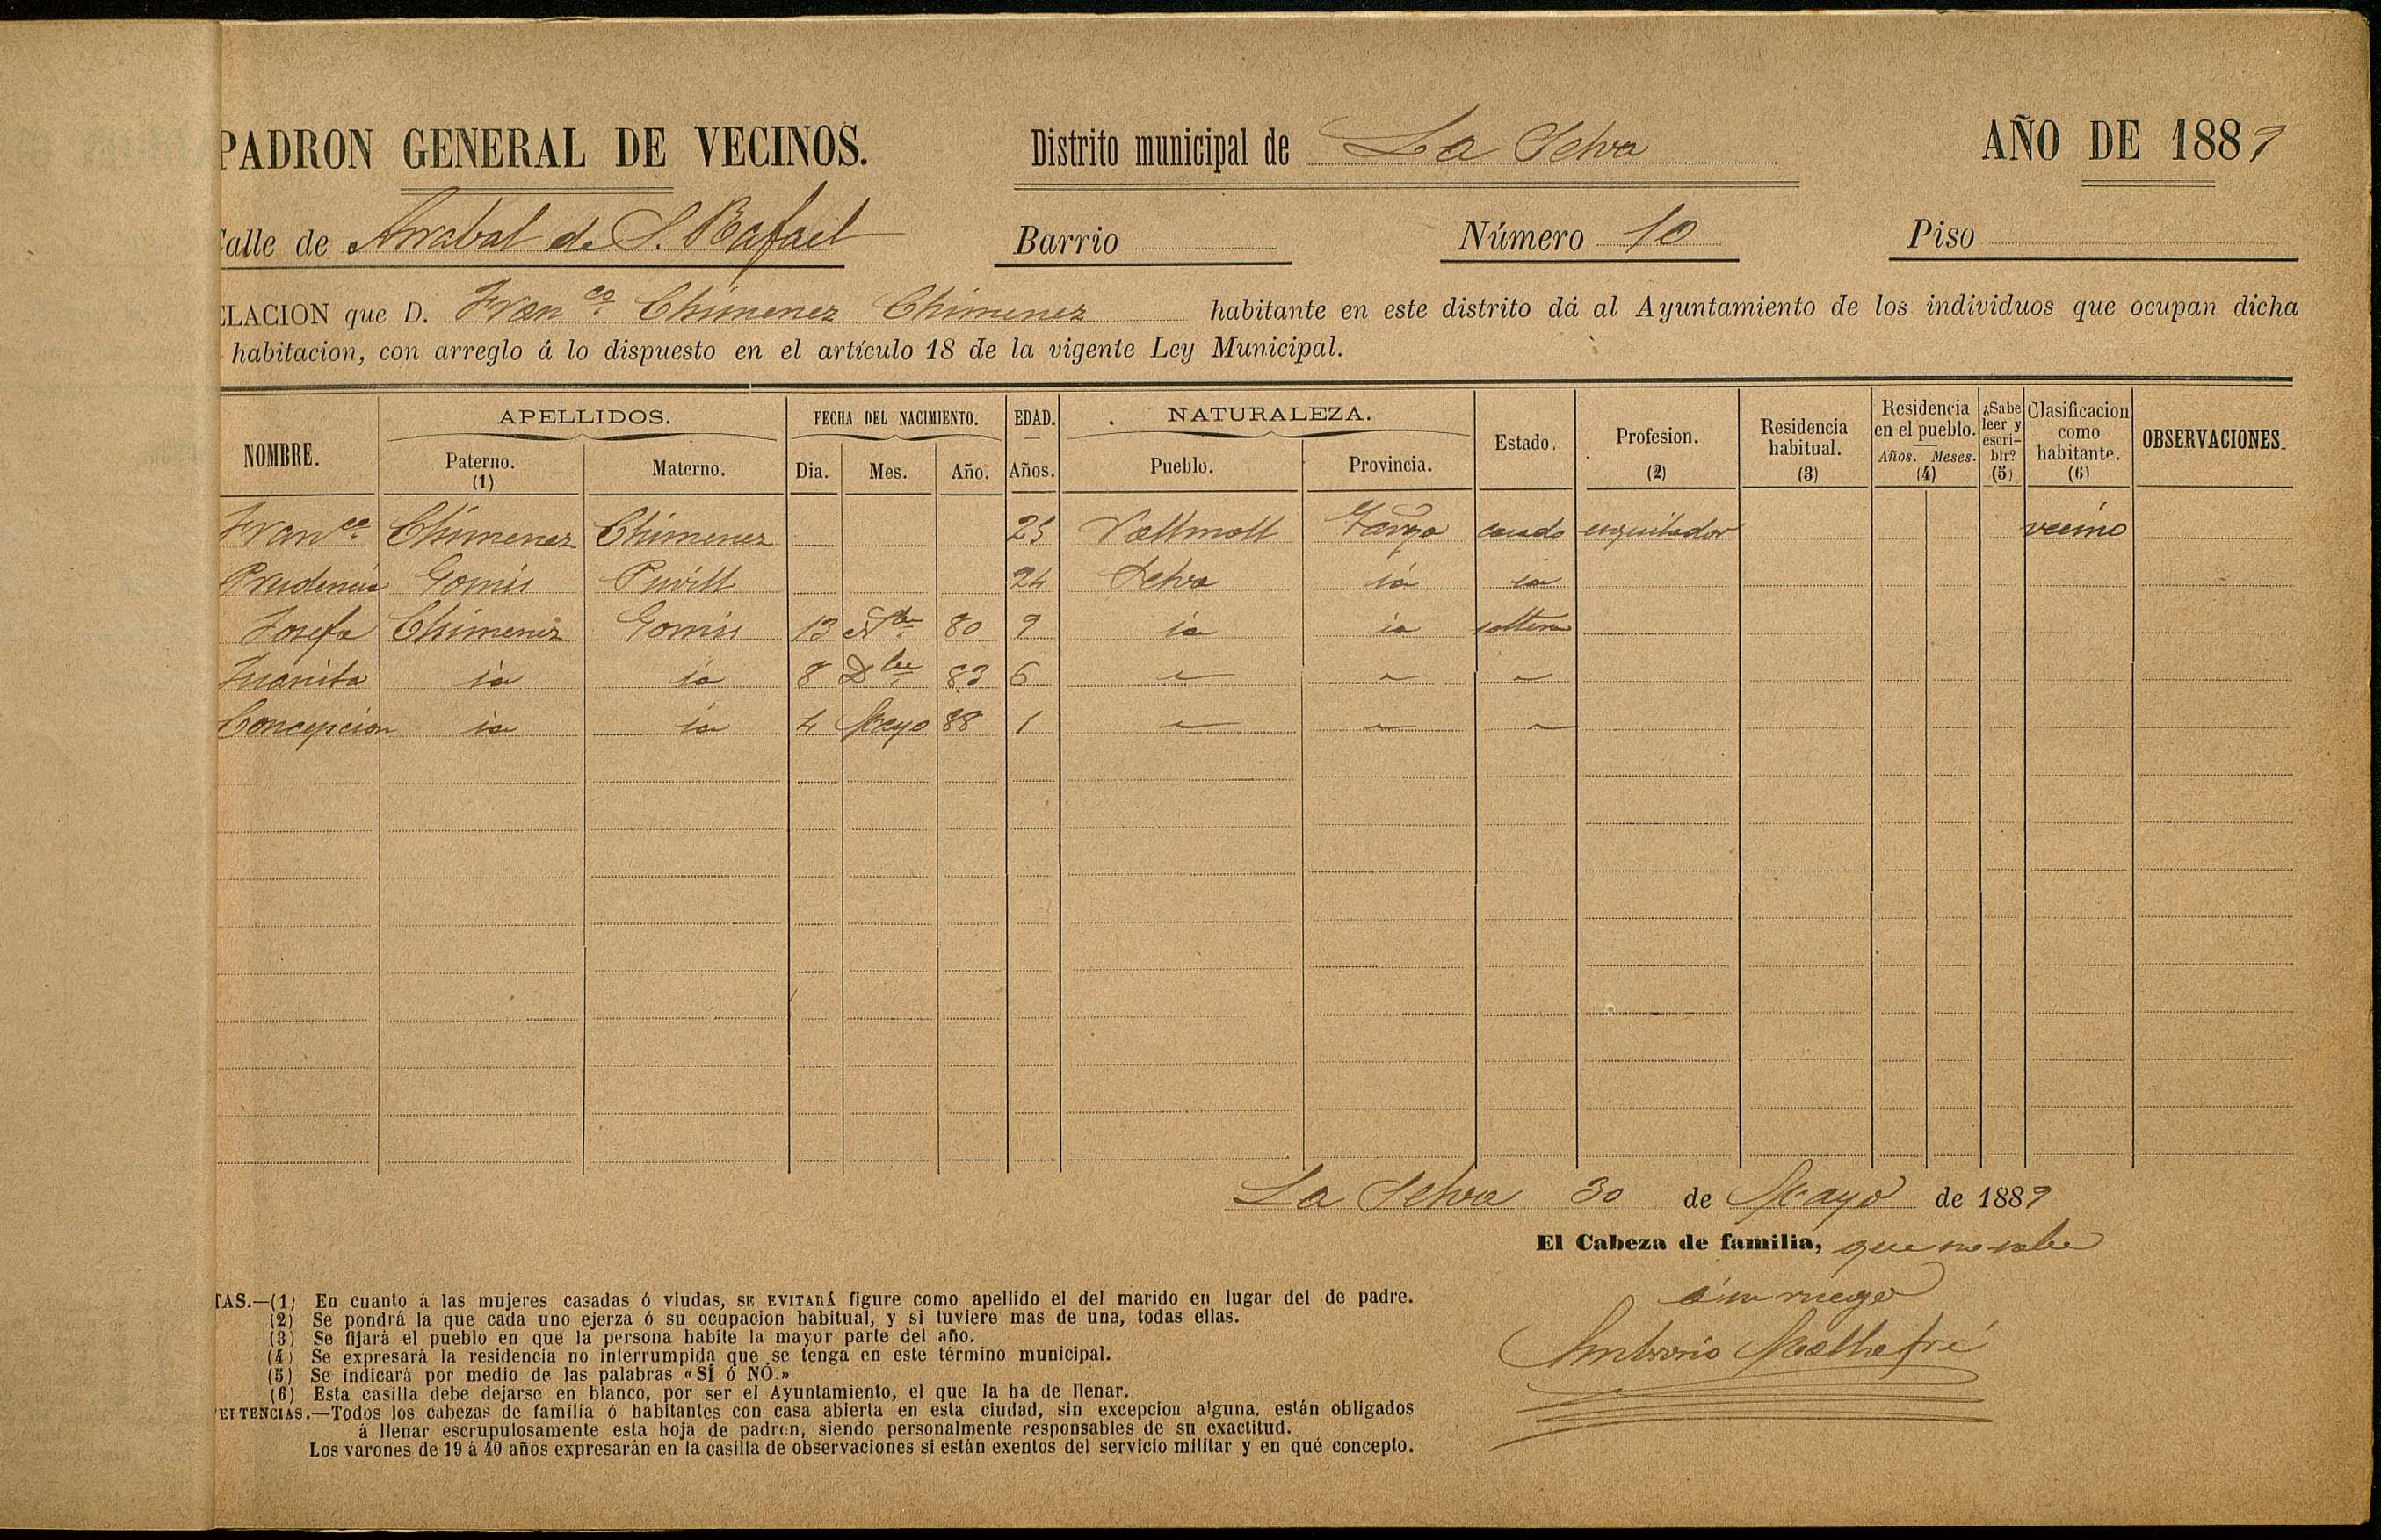 PADRON GENERAL DE VECINOS. Distrito municipal de La Selva AÑO DE 1889
Calle de Arrabal de S. Rafael Barrio Número 10 Piso
ELACION que D. Fran.co Chimenez Chimenez habitante en este distrito dá al Ayuntamiento de los individuos que ocupan dicha
habitacion, con arreglo á lo dispuesto en el artículo 18 de la vigente Ley Municipal.
NOMBRE. APELLIDOS. Paterno. (1) Materno. FECHA DEL NACIMIENTO. Dia. Mes. Año. EDAD. Años. NATURALEZA. Pueblo. Provincia. Estado. Profesion. (2) Residencia habitual. (3) Residencia en el pueblo. Años. Meses. (4) ¿Sabe leer y escribir? (5) Clasificacion como habitante. (6) OBSERVACIONES.
Fran.co Chimenez Chimenez 25 Vallmoll Targa casado esquilador vecino
Prudencia Gomis Pwill 24 Selva id id
Josefa Chimenez Gomis 13 Nbre 80 9 id id soltera
Juanita id id 8 Dbre 83 6 " " "
Concepcion id id 4 Mayo 88 1 " " "
La Selva 30 de Mayo de 1889
El Cabeza de familia, que no sabe
á su ruego
Ambrosio Mallafré
TAS.—(1) En cuanto á las mujeres casadas ó viudas, SE EVITARÁ figure como apellido el del marido en lugar del de padre.
(2) Se pondrá la que cada uno ejerza ó su ocupacion habitual, y si tuviere mas de una, todas ellas.
(3) Se fijará el pueblo en que la persona habite la mayor parte del año.
(4) Se expresará la residencia no interrumpida que se tenga en este término municipal.
(5) Se indicará por medio de las palabras «SÍ ó NÓ.»
(6) Esta casilla debe dejarse en blanco, por ser el Ayuntamiento, el que la ha de llenar.
ERTENCIAS.—Todos los cabezas de familia ó habitantes con casa abierta en esta ciudad, sin excepcion alguna, están obligados
á llenar escrupulosamente esta hoja de padron, siendo personalmente responsables de su exactitud.
Los varones de 19 á 40 años expresarán en la casilla de observaciones si están exentos del servicio militar y en qué concepto.